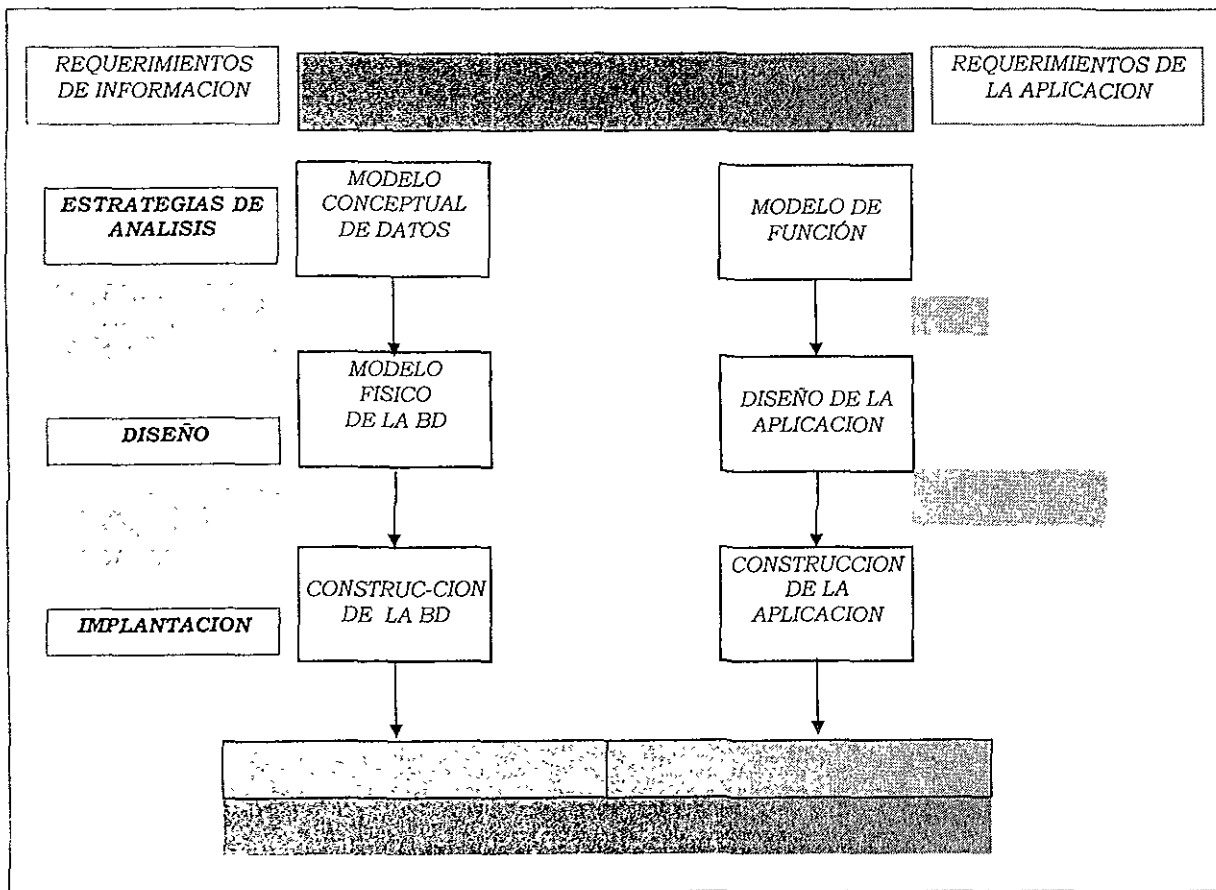 REQUERIMIENTOS
DE INFORMACION
REQUERIMIENTOS DE
LA APLICACION
ESTRATEGIAS DE
ANALISIS
MODELO
CONCEPTUAL
DE DATOS
MODELO DE
FUNCIÓN
DISEÑO
MODELO
FISICO
DE LA BD
DISEÑO DE LA
APLICACION
IMPLANTACION
CONSTRUC-CION
DE LA BD
CONSTRUCCION
DE LA
APLICACION